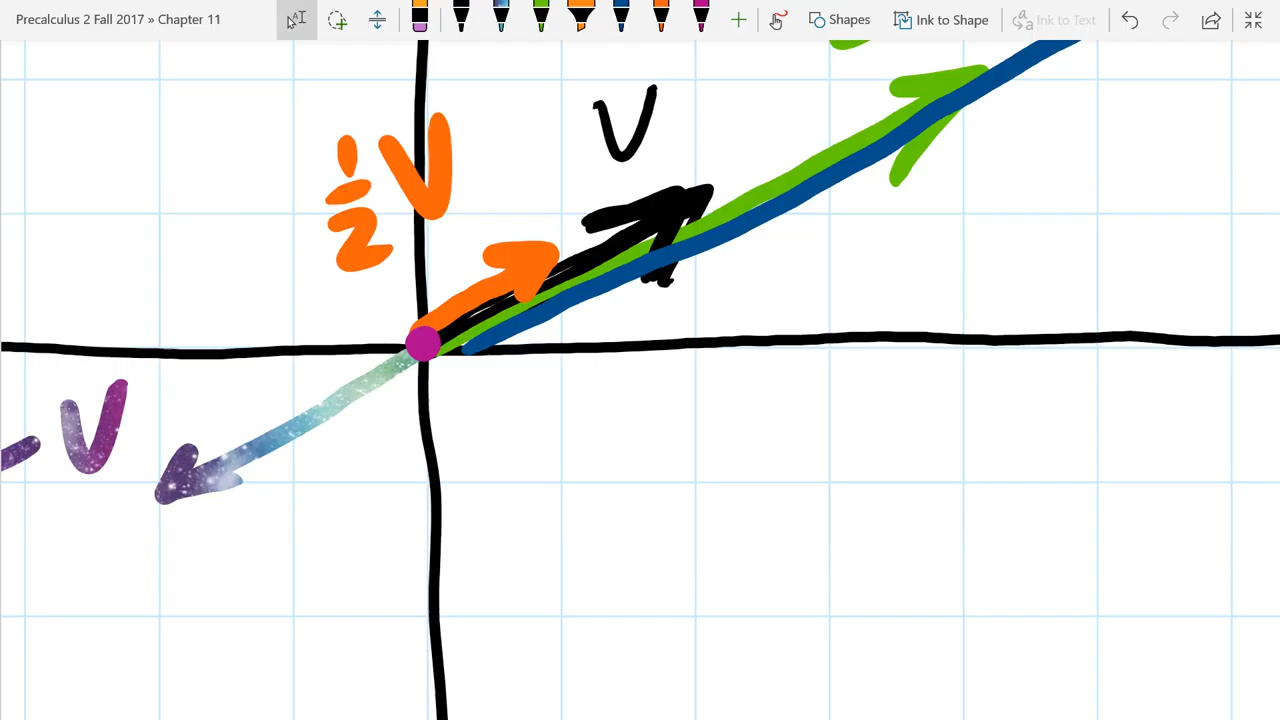 Precalculus 2 Fall 2017 » Chapter 11
Shapes
Ink to Shape
Ink to Text
V
½V
-V